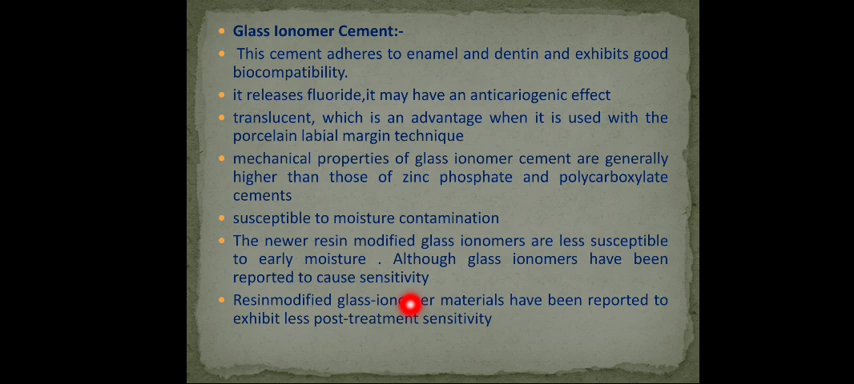 Glass Ionomer Cement:-
This cement adheres to enamel and dentin and exhibits good
biocompatibility.
it releases fluoride,it may have an anticariogenic effect
translucent, which is an advantage when it is used with the
porcelain labial margin technique
mechanical properties of glass ionomer cement are generally
higher than those of zinc phosphate and polycarboxylate
cements
susceptible to moisture contamination
The newer resin modified glass ionomers are less susceptible
to early moisture . Although glass ionomers have been
reported to cause sensitivity
Resinmodified glass-ionomer materials have been reported to
exhibit less post-treatment sensitivity